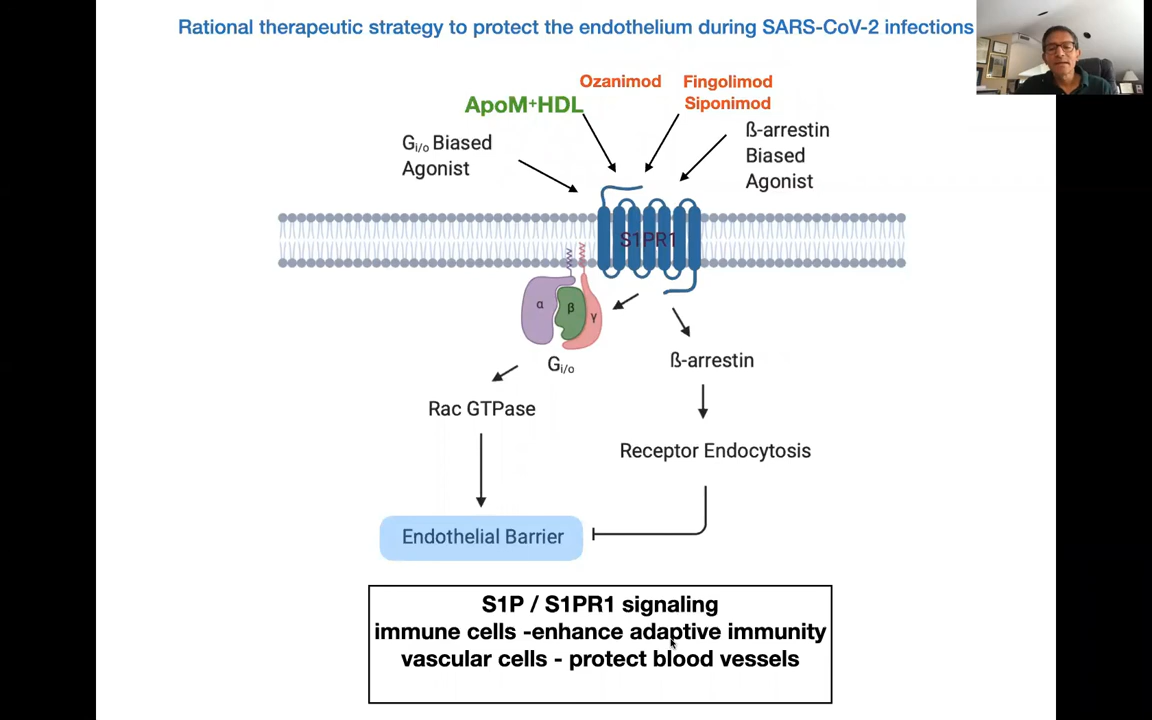 Rational therapeutic strategy to protect the endothelium during SARS-CoV-2 infections
Ozanimod
Fingolimod
Siponimod
ApoM+HDL
Gi/o Biased
Agonist
ß-arrestin
Biased
Agonist
S1PR1
α
β
γ
Gi/o
ß-arrestin
Rac GTPase
Receptor Endocytosis
Endothelial Barrier
S1P / S1PR1 signaling
immune cells -enhance adaptive immunity
vascular cells - protect blood vessels